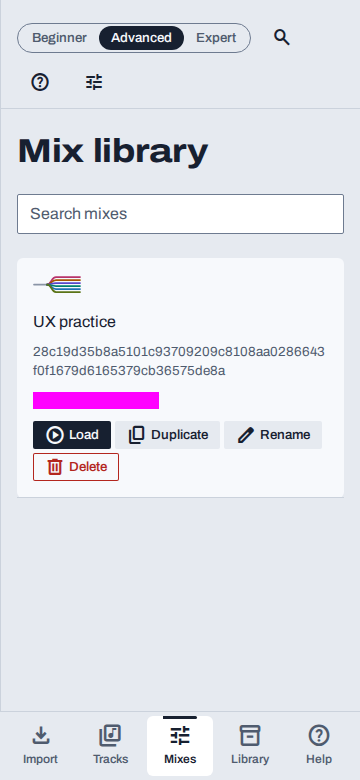 Beginner Advanced Expert
Mix library
Search mixes
UX practice
28c19d35b8a5101c93709209c8108aa0286643
f0f1679d6165379cb36575de8a
Load Duplicate Rename
Delete
Import Tracks Mixes Library Help